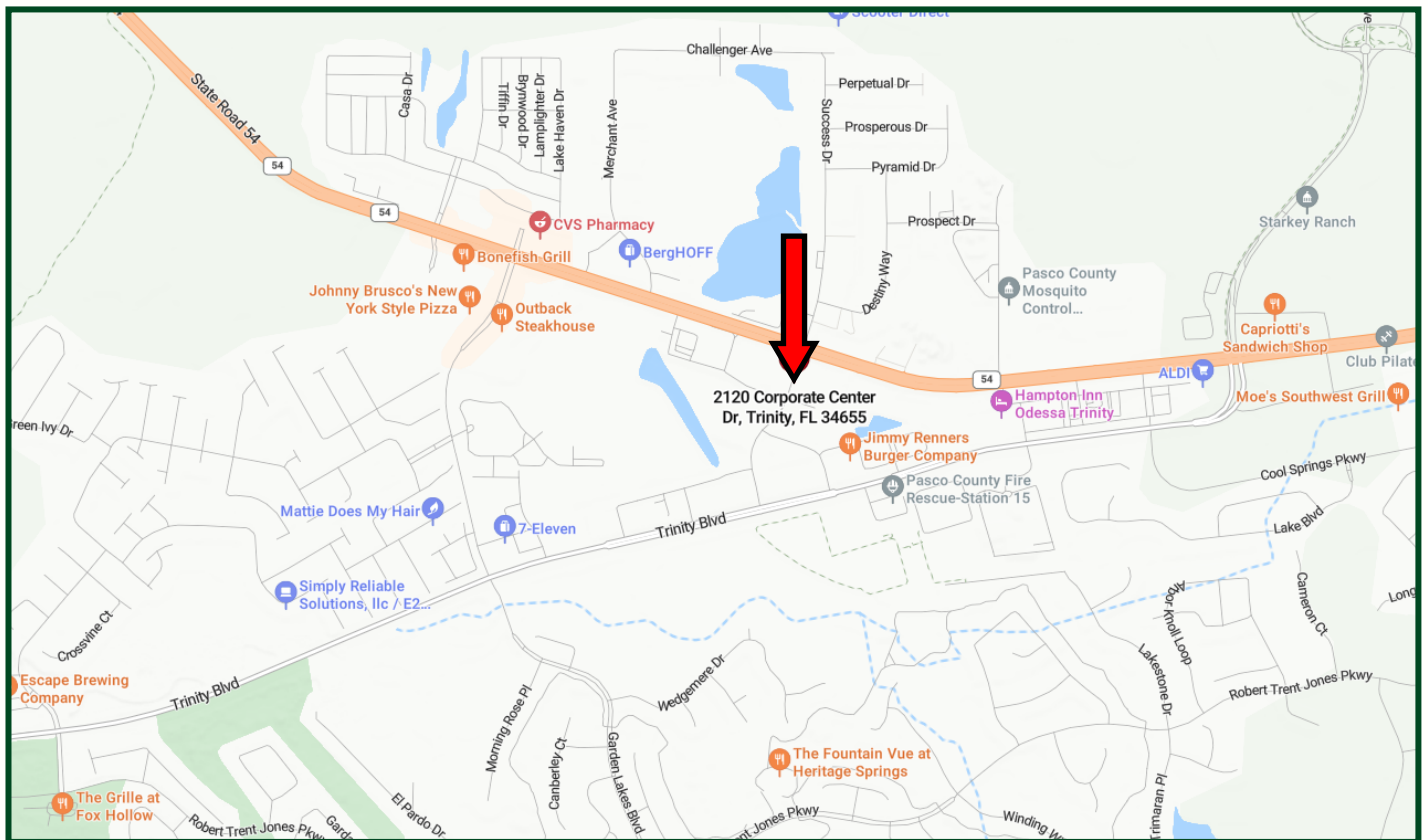 Scooter Direct
Challenger Ave
Perpetual Dr
Prosperous Dr
Pyramid Dr
Prospect Dr
Success Dr
Destiny Way
Merchant Ave
Casa Dr
Tiffin Dr
Brynwood Dr
Lamplighter Dr
Lake Haven Dr
State Road 54
54
54
CVS Pharmacy
Bonefish Grill
BergHOFF
Johnny Brusco's New
York Style Pizza
Outback
Steakhouse
Starkey Ranch
Pasco County
Mosquito
Control...
Capriotti's
Sandwich Shop
Club Pilate
ALDI
54
Hampton Inn
Odessa Trinity
Moe's Southwest Grill
2120 Corporate Center
Dr, Trinity, FL 34655
Jimmy Renners
Burger Company
Pasco County Fire
Rescue-Station 15
Cool Springs Pkwy
Lake Blvd
Green Ivy Dr
Mattie Does My Hair
7-Eleven
Trinity Blvd
Simply Reliable
Solutions, llc / E2...
Crossvine Ct
Escape Brewing
Company
Trinity Blvd
Morning Rose Pl
Canberley Ct
Garden Lakes Blvd
Wedgemere Dr
Arbor Knoll Loop
Lakestone Dr
Cameron Ct
Long
Robert Trent Jones Pkwy
The Fountain Vue at
Heritage Springs
The Grille at
Fox Hollow
Robert Trent Jones Pkwy
Gard
El Pardo Dr
ent Jones Pkwy
Winding W
Trimaran Pl